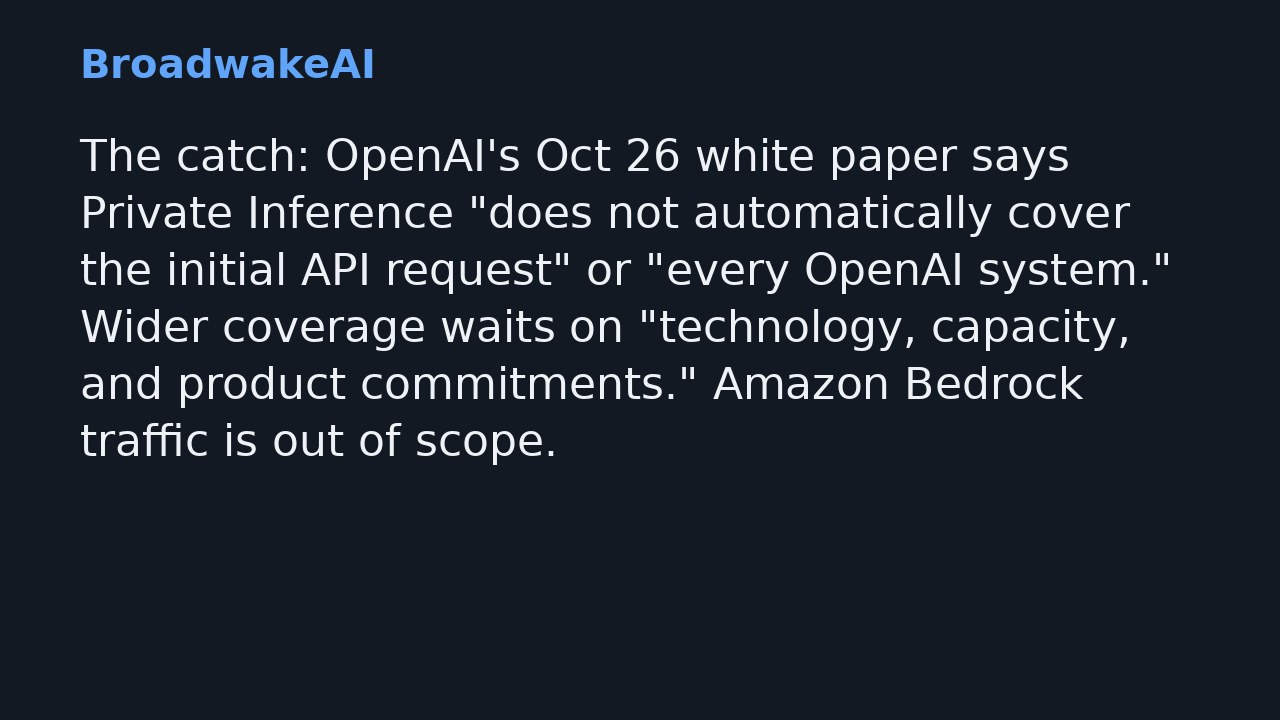 BroadwakeAI
The catch: OpenAI's Oct 26 white paper says
Private Inference "does not automatically cover
the initial API request" or "every OpenAI system."
Wider coverage waits on "technology, capacity,
and product commitments." Amazon Bedrock
traffic is out of scope.